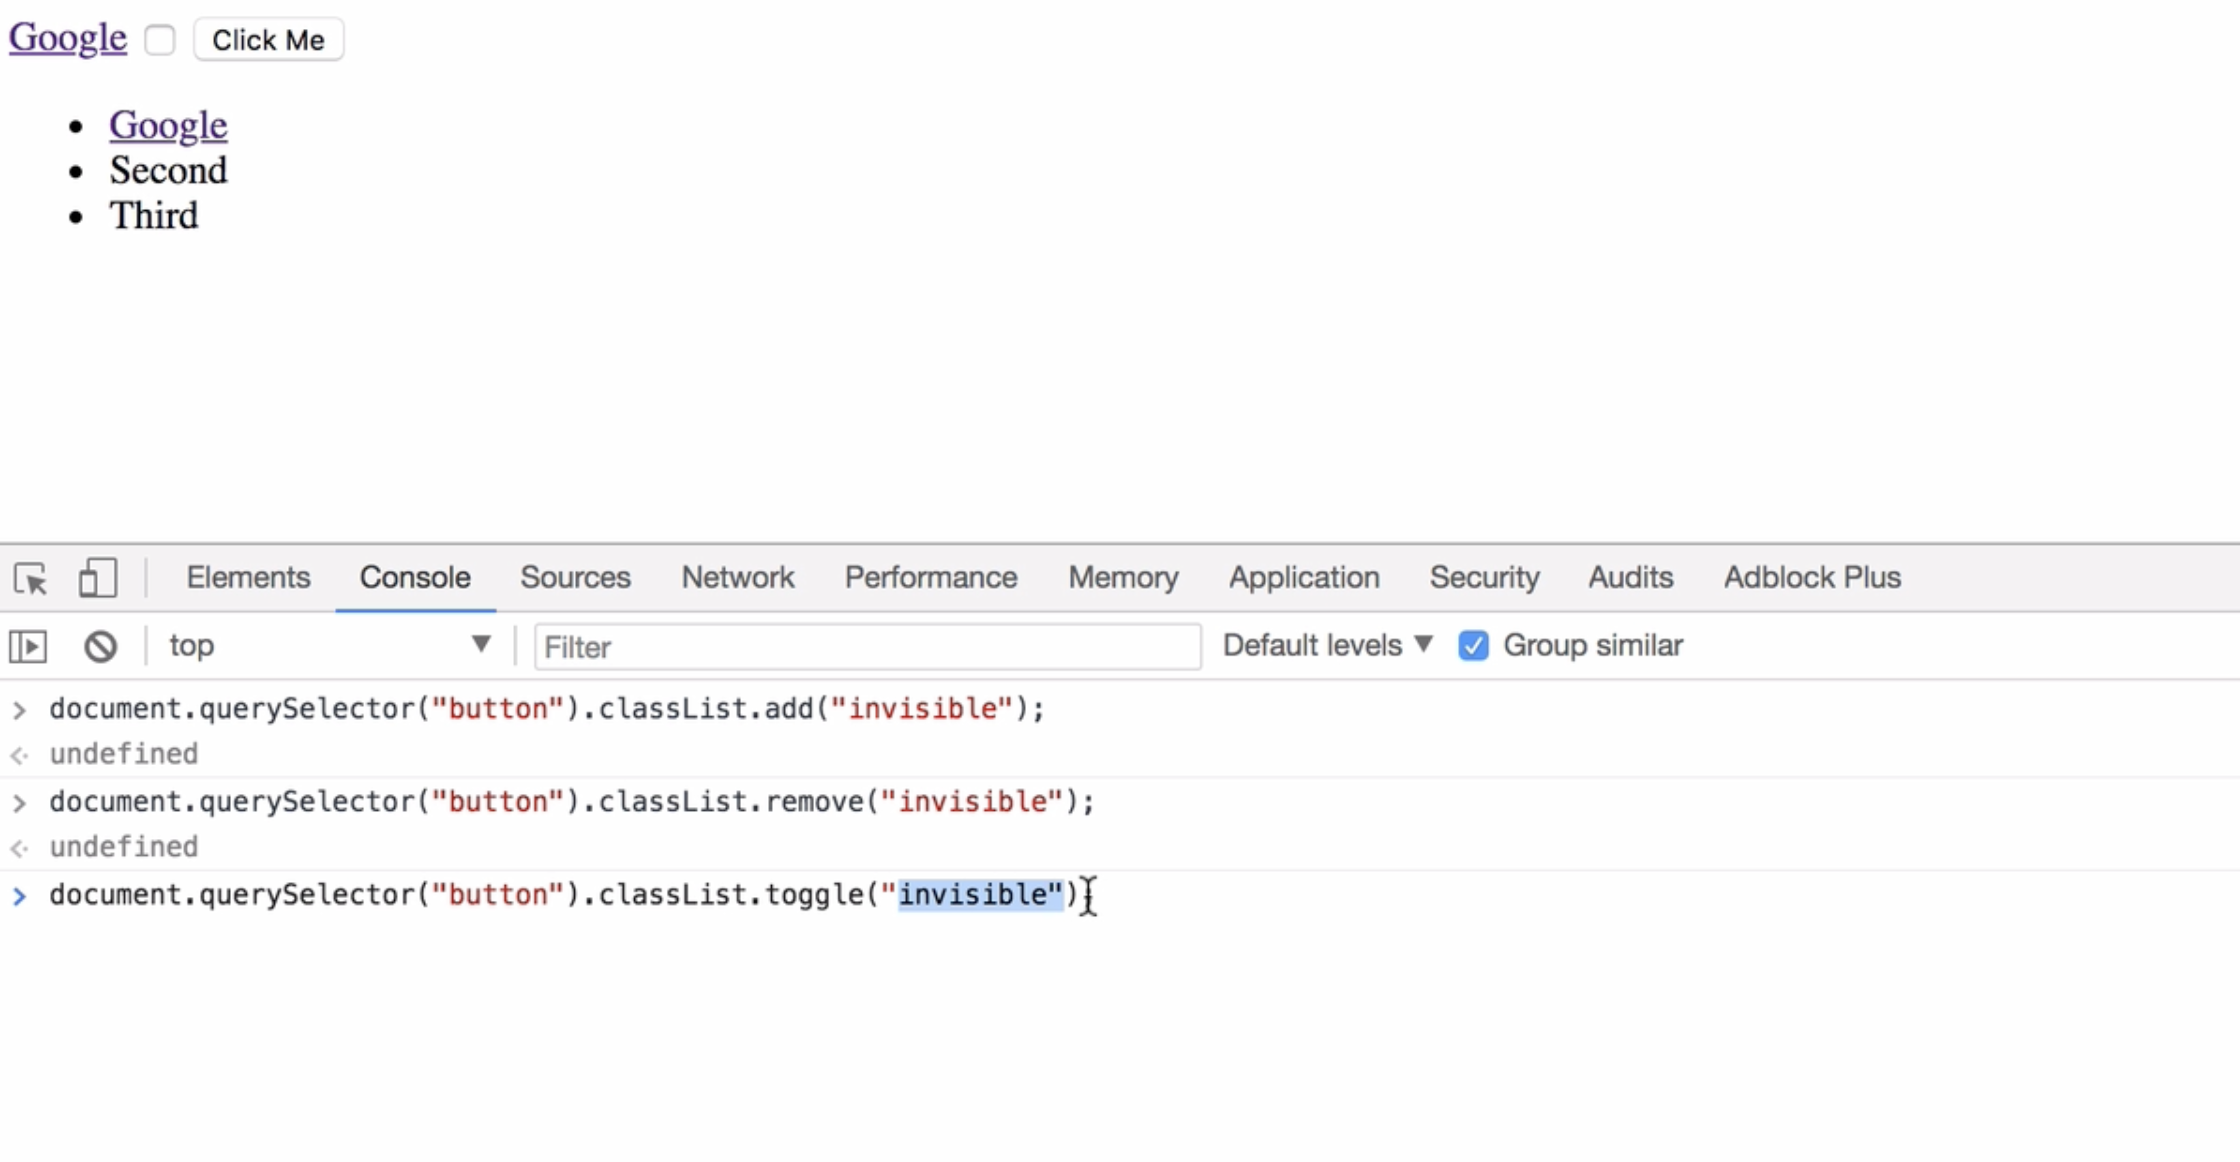 Google Click Me
Google
Second
Third
Elements Console Sources Network Performance Memory Application Security Audits Adblock Plus
top Filter Default levels Group similar
document.querySelector("button").classList.add("invisible");
undefined
document.querySelector("button").classList.remove("invisible");
undefined
document.querySelector("button").classList.toggle("invisible")